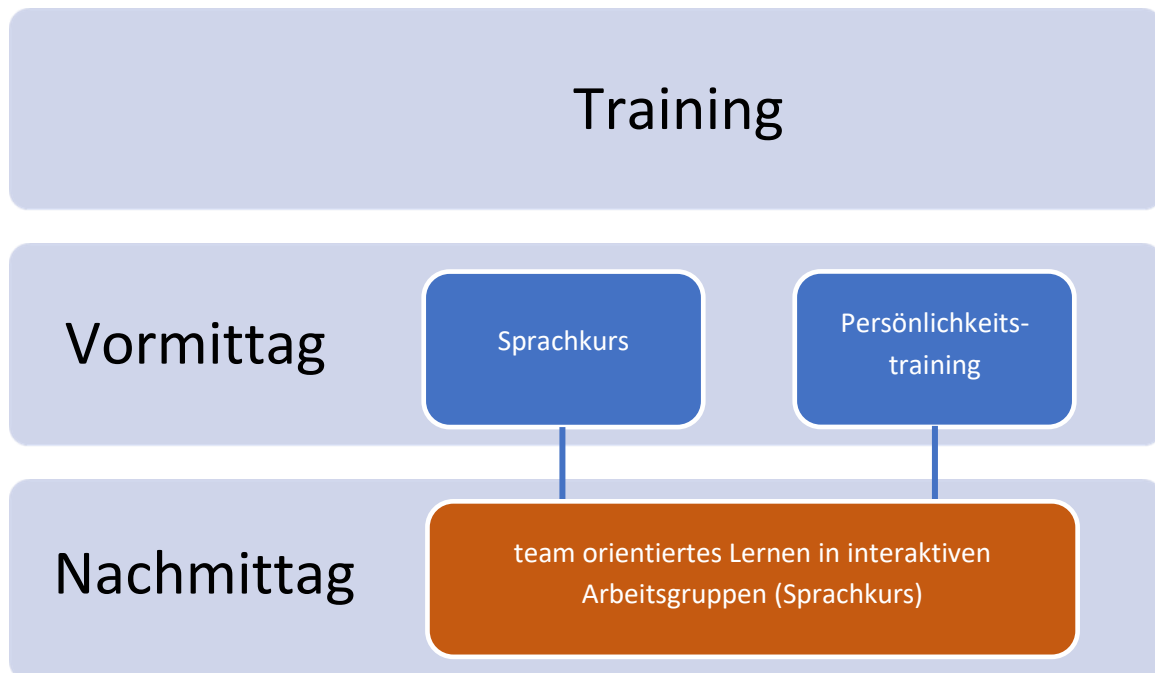 Training
Vormittag
Sprachkurs
Persönlichkeits-
training
Nachmittag
team orientiertes Lernen in interaktiven
Arbeitsgruppen (Sprachkurs)